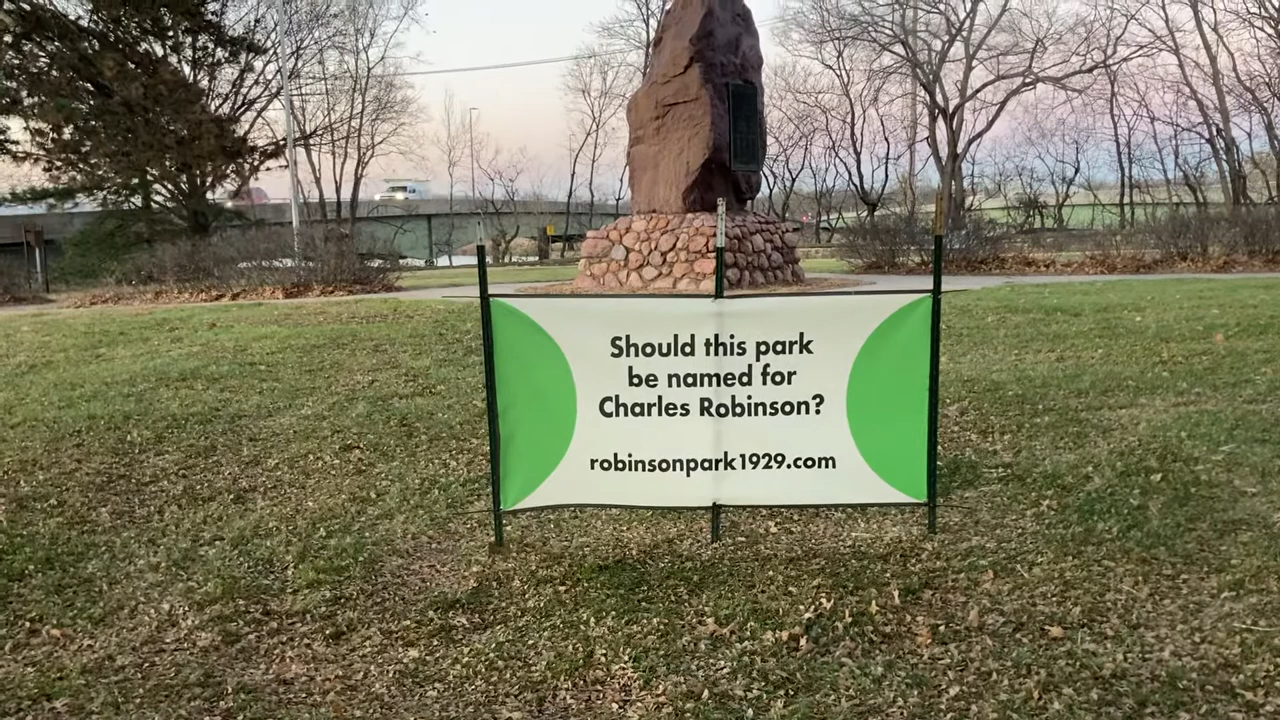 Should this park
be named for
Charles Robinson?
robinsonpark1929.com